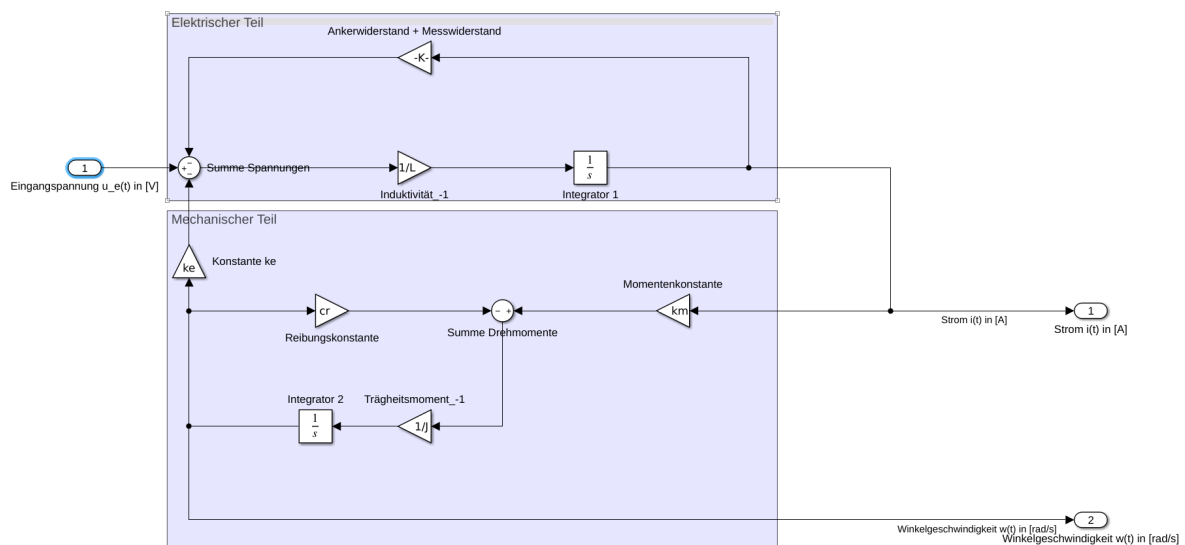 Elektrischer Teil
Ankerwiderstand + Messwiderstand
-K-
1
+
−
−
Summe Spannungen
1/L
1
s
Eingangspannung u_e(t) in [V]
Induktivität_-1
Integrator 1
Mechanischer Teil
ke
Konstante ke
Momentenkonstante
cr
− +
km
1
Strom i(t) in [A]
Reibungskonstante
Summe Drehmomente
Strom i(t) in [A]
Integrator 2
Trägheitsmoment_-1
1
s
1/J
2
Winkelgeschwindigkeit w(t) in [rad/s]
Winkelgeschwindigkeit w(t) in [rad/s]